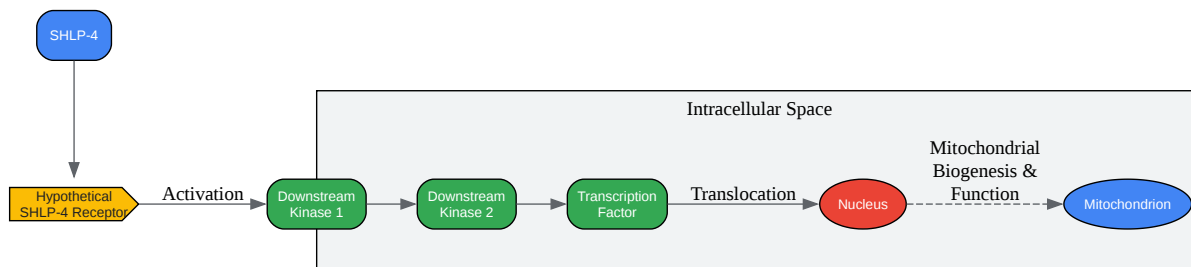 SHLP-4
Intracellular Space
Hypothetical
SHLP-4 Receptor
Activation
Downstream
Kinase 1
Downstream
Kinase 2
Transcription
Factor
Translocation
Nucleus
Mitochondrial
Biogenesis &
Function
Mitochondrion